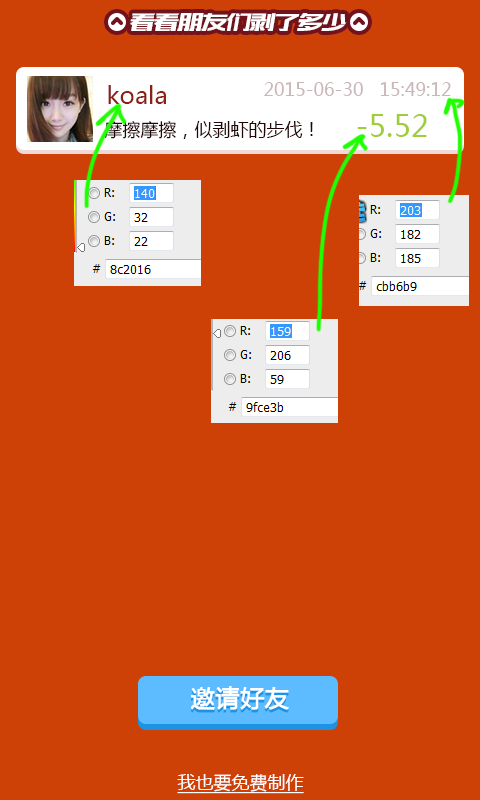 看看朋友们剥了多少
koala 2015-06-30 15:49:12
摩擦摩擦，似剥虾的步伐！ -5.52
R: 140
G: 32
B: 22
# 8c2016
R: 203
G: 182
B: 185
# cbb6b9
R: 159
G: 206
B: 59
# 9fce3b
邀请好友
我也要免费制作